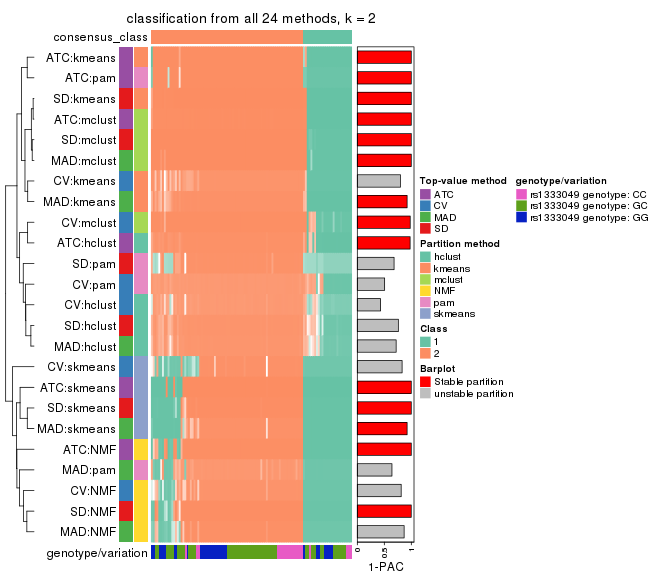 classification from all 24 methods, k = 2
consensus_class
ATC:kmeans
ATC:pam
SD:kmeans
ATC:mclust
SD:mclust
MAD:mclust
CV:kmeans
MAD:kmeans
CV:mclust
ATC:hclust
SD:pam
CV:pam
CV:hclust
SD:hclust
MAD:hclust
CV:skmeans
ATC:skmeans
SD:skmeans
MAD:skmeans
ATC:NMF
MAD:pam
CV:NMF
SD:NMF
MAD:NMF
genotype/variation
0
0.5
1
1-PAC
Top-value method
ATC
CV
MAD
SD
Partition method
hclust
kmeans
mclust
NMF
pam
skmeans
Class
1
2
Barplot
Stable partition
unstable partition
genotype/variation
rs1333049 genotype: CC
rs1333049 genotype: GC
rs1333049 genotype: GG